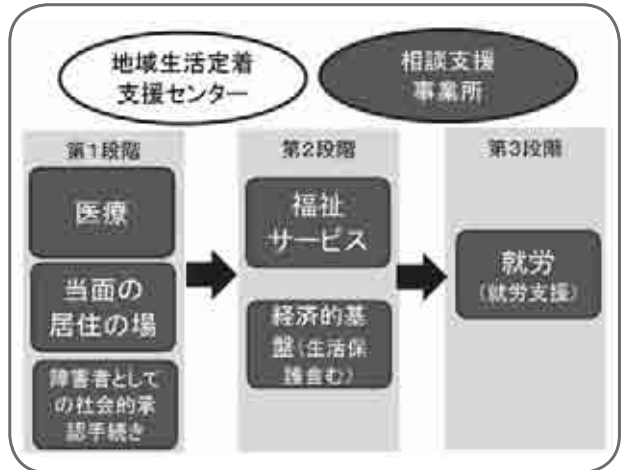 地域生活定着
支援センター
相談支援
事業所
第1段階
医療
当面の
居住の場
障害者として
の社会的承
認手続き
第2段階
福祉
サービス
経済的基
盤(生活保
護含む)
第3段階
就労
(就労支援)